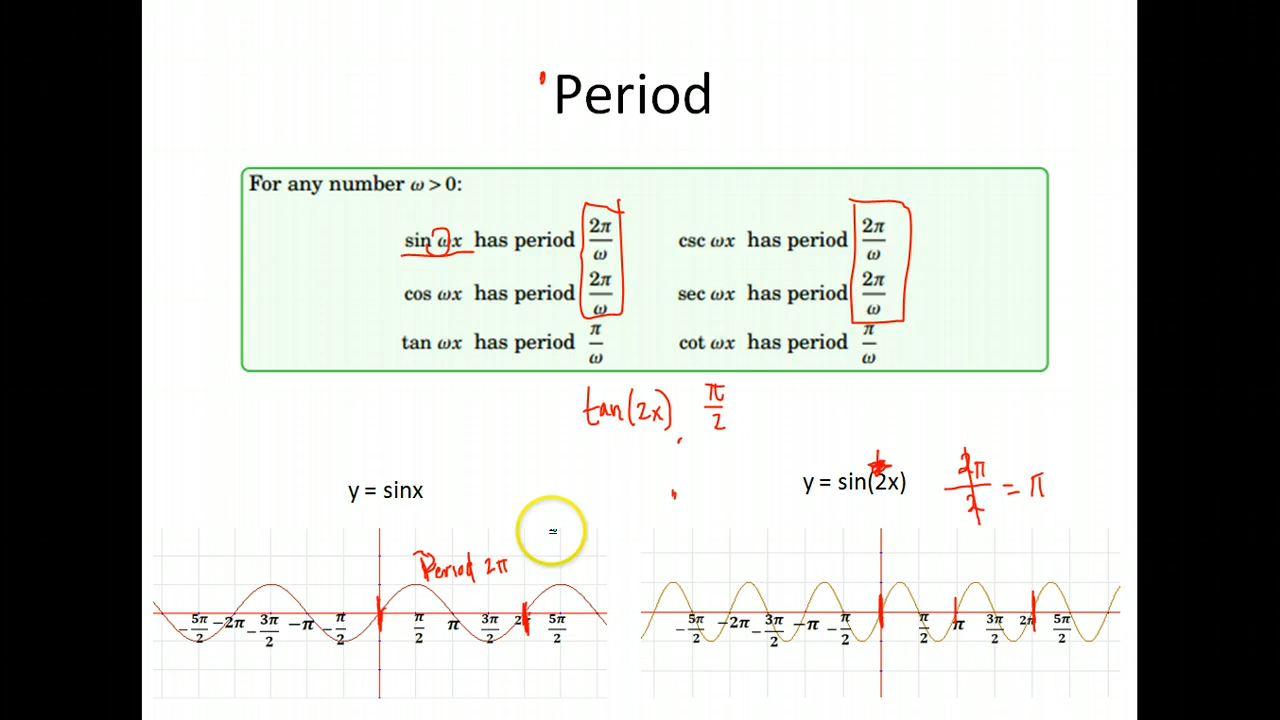 Period
For any number ω > 0:
sin ωx has period 2π/ω csc ωx has period 2π/ω
cos ωx has period 2π/ω sec ωx has period 2π/ω
tan ωx has period π/ω cot ωx has period π/ω
tan(2x) π/2
y = sinx y = sin(2x) 2π/2 = π
Period 2π
-5π/2 -2π -3π/2 -π -π/2 π/2 π 3π/2 2π 5π/2
-5π/2 -2π -3π/2 -π -π/2 π/2 π 3π/2 2π 5π/2